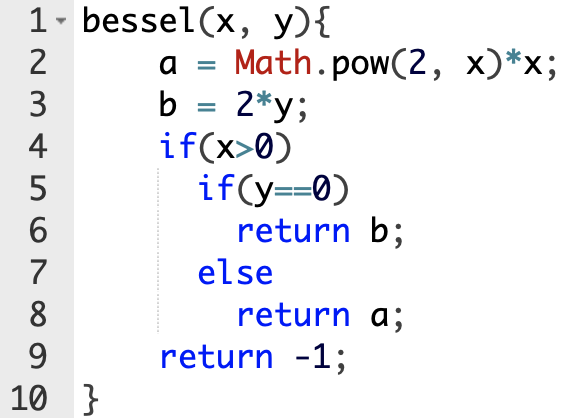 1 bessel(x, y){
2     a = Math.pow(2, x)*x;
3     b = 2*y;
4     if(x>0)
5       if(y==0)
6         return b;
7       else
8         return a;
9     return -1;
10 }